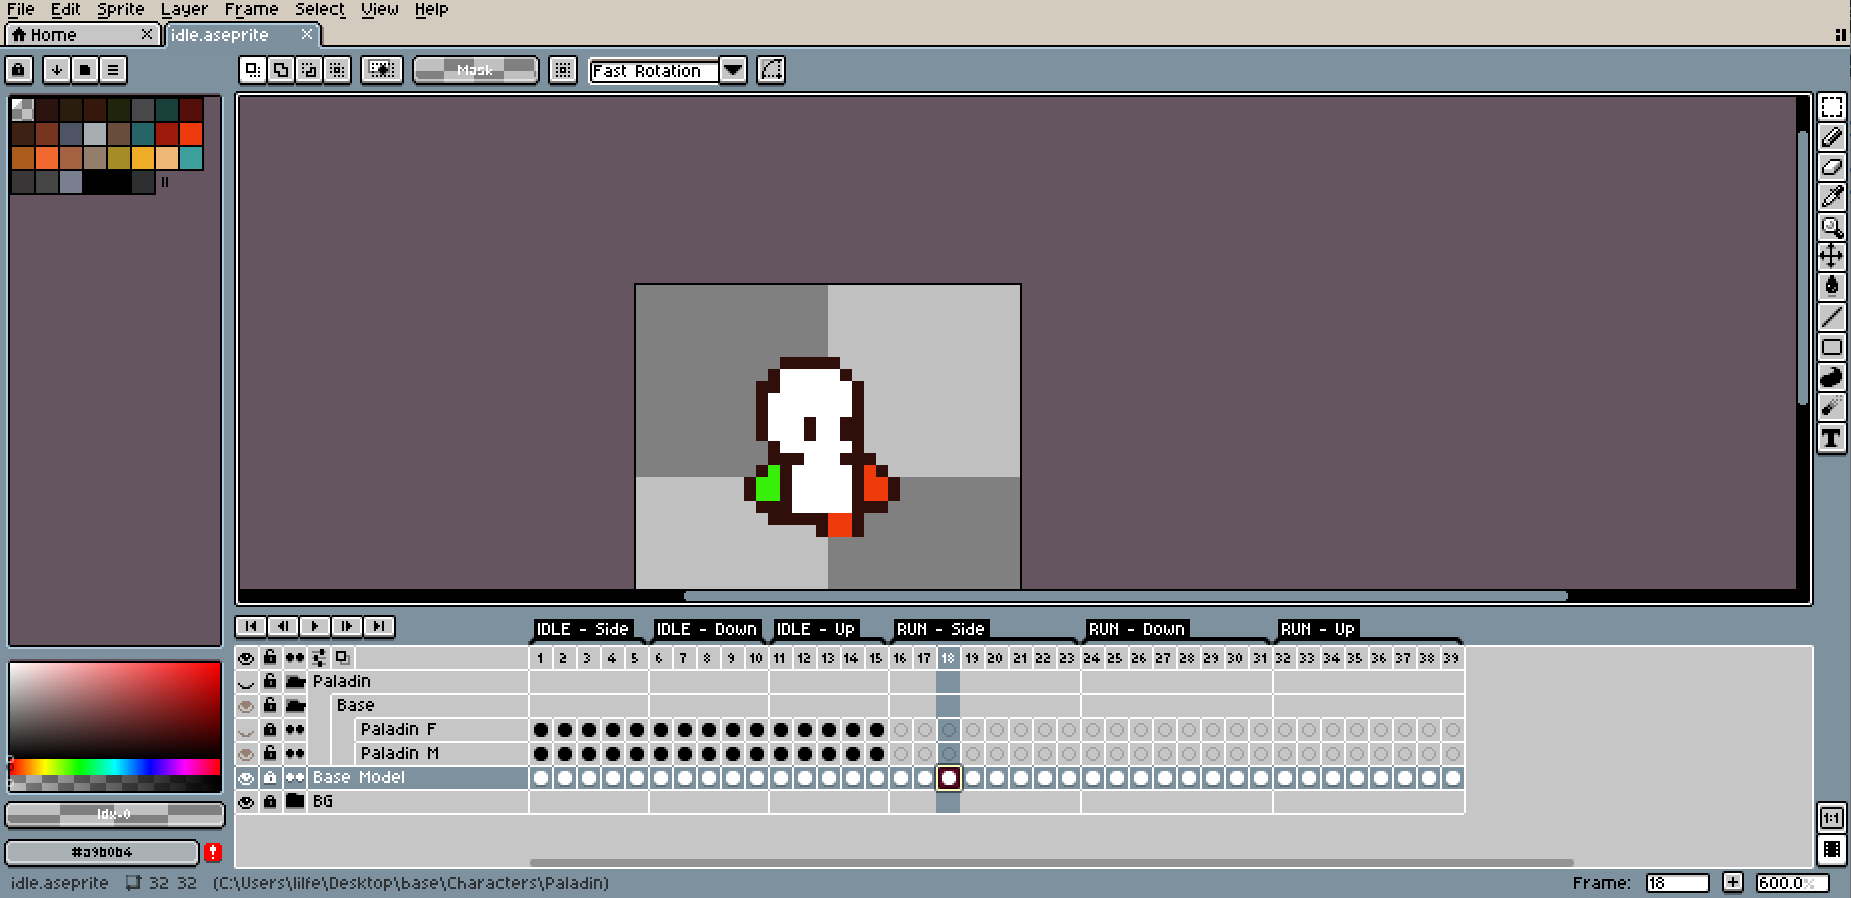 File Edit Sprite Layer Frame Select View Help
Home idle.aseprite
Mask Fast Rotation
IDLE - Side IDLE - Down IDLE - Up RUN - Side RUN - Down RUN - Up
1 2 3 4 5 6 7 8 9 10 11 12 13 14 15 16 17 18 19 20 21 22 23 24 25 26 27 28 29 30 31 32 33 34 35 36 37 38 39
Paladin
Base
Paladin F
Paladin M
Base Model
BG
Idx-0
#a9b0b4
1:1
idle.aseprite 32 32 (C:\Users\lilfe\Desktop\base\Characters\Paladin) Frame: 18 + 600.0%